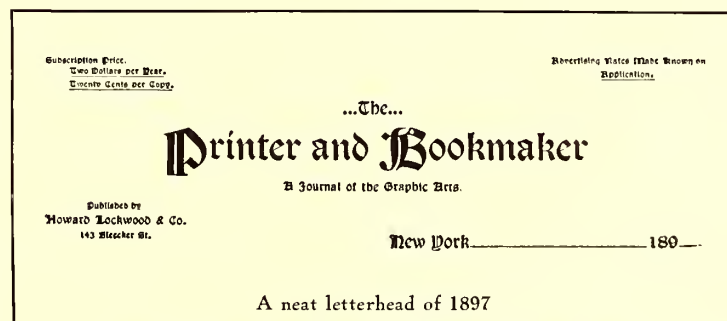 Subscription Price.
Two Dollars per Year.
Twenty Cents per Copy.
Advertising Rates Made Known on
Application.
...The...
Printer and Bookmaker
A Journal of the Graphic Arts.
Published by
Howard Lockwood & Co.
143 Bleecker St.
New York 189
A neat letterhead of 1897